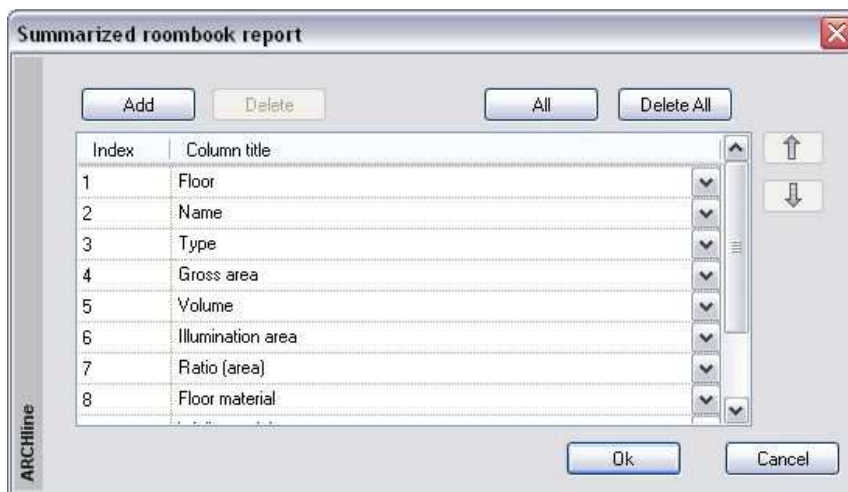 Summarized roombook report
Add Delete All Delete All
Index Column title
1 Floor
2 Name
3 Type
4 Gross area
5 Volume
6 Illumination area
7 Ratio (area)
8 Floor material
ARCHline
Ok Cancel